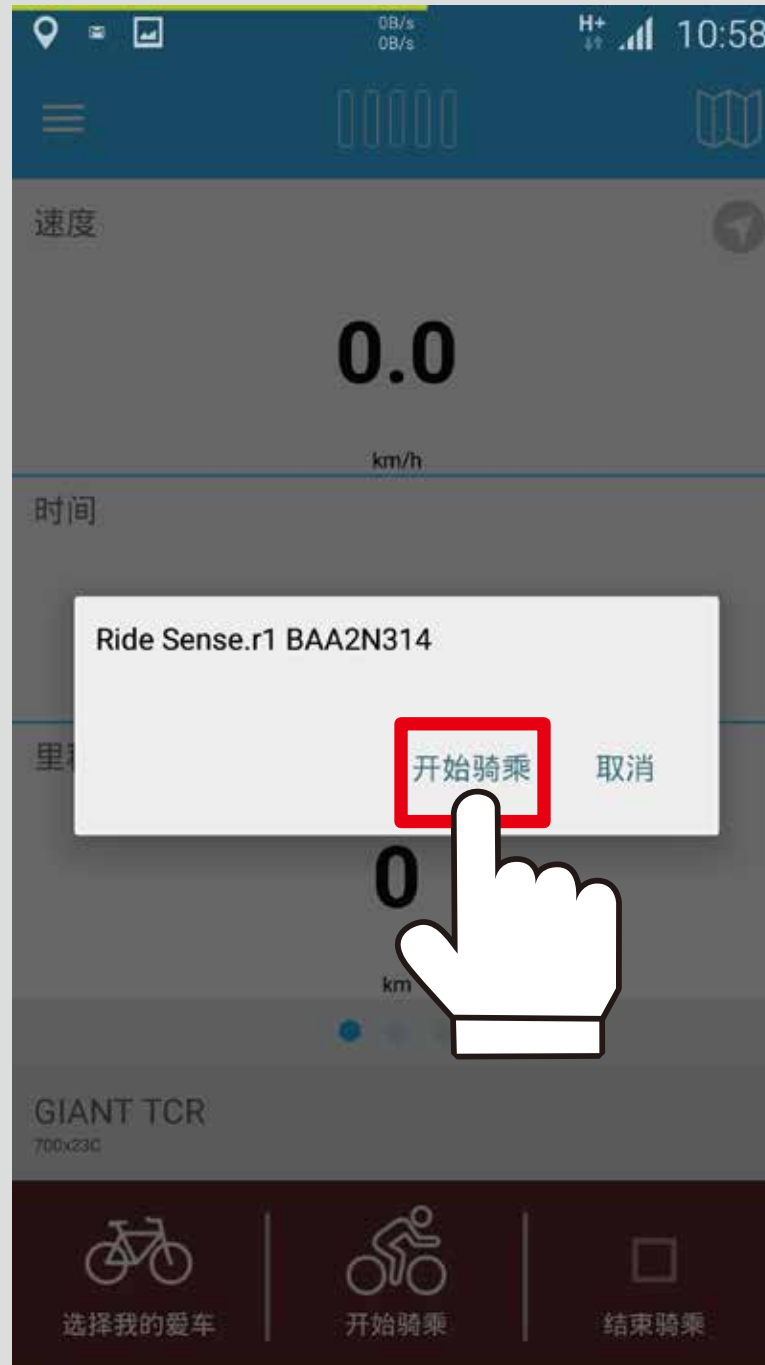 0B/s
0B/s
H+
10:58
速度
0.0
km/h
时间
Ride Sense.r1 BAA2N314
开始骑乘
取消
里
0
km
GIANT TCR
700x23C
选择我的爱车
开始骑乘
结束骑乘